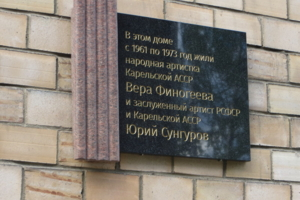 В этом доме
с 1961 по 1973 год жили
народная артистка
Карельской АССР
Вера Финогеева
и заслуженный артист РСФСР
и Карельской АССР
Юрий Сунгуров